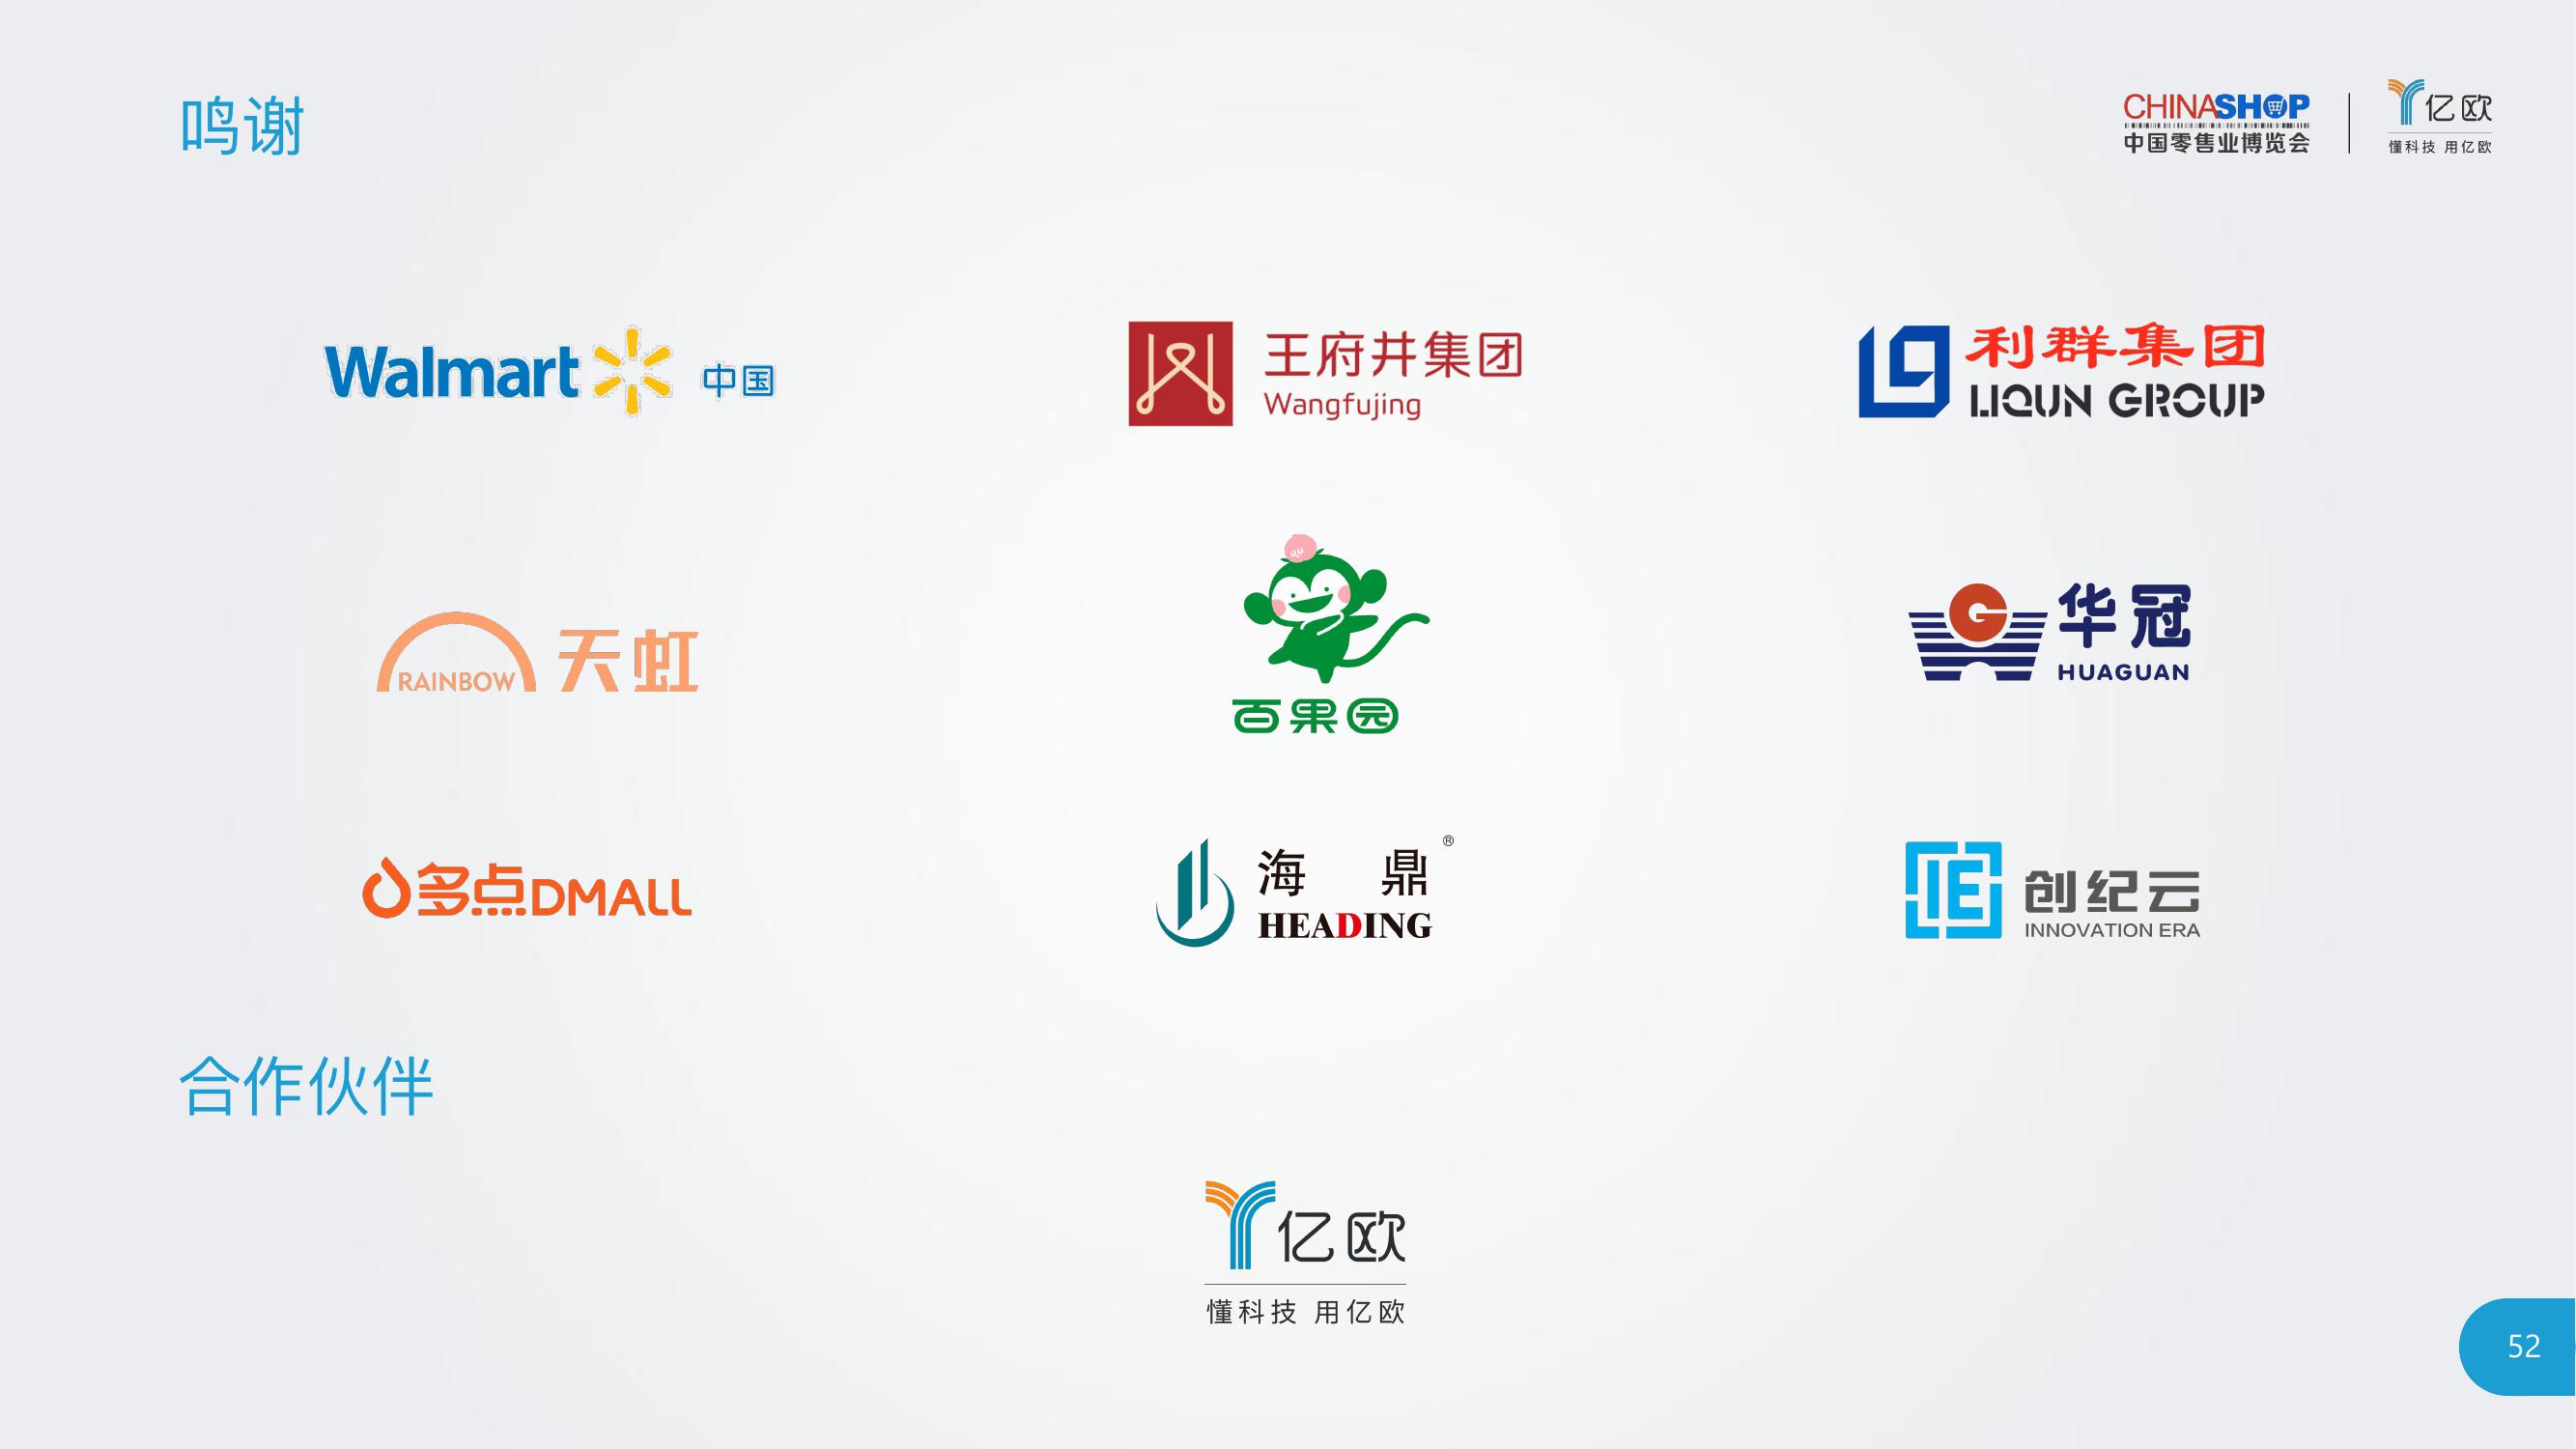 鸣谢
CHINASHOP
中国零售业博览会
亿欧
懂科技 用亿欧
Walmart 中国
王府井集团
Wangfujing
利群集团
LIQUN GROUP
RAINBOW 天虹
百果园
G 华冠
HUAGUAN
多点DMALL
海鼎 ®
HEADING
创纪云
INNOVATION ERA
合作伙伴
亿欧
懂科技 用亿欧
52